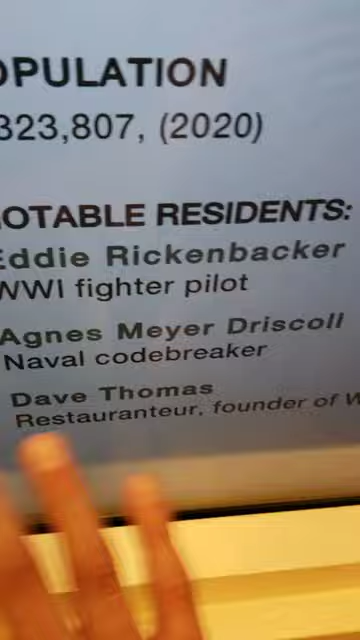 OPULATION
323,807, (2020)
OTABLE RESIDENTS:
Eddie Rickenbacker
WWI fighter pilot
Agnes Meyer Driscoll
Naval codebreaker
Dave Thomas
Restauranteur, founder of W